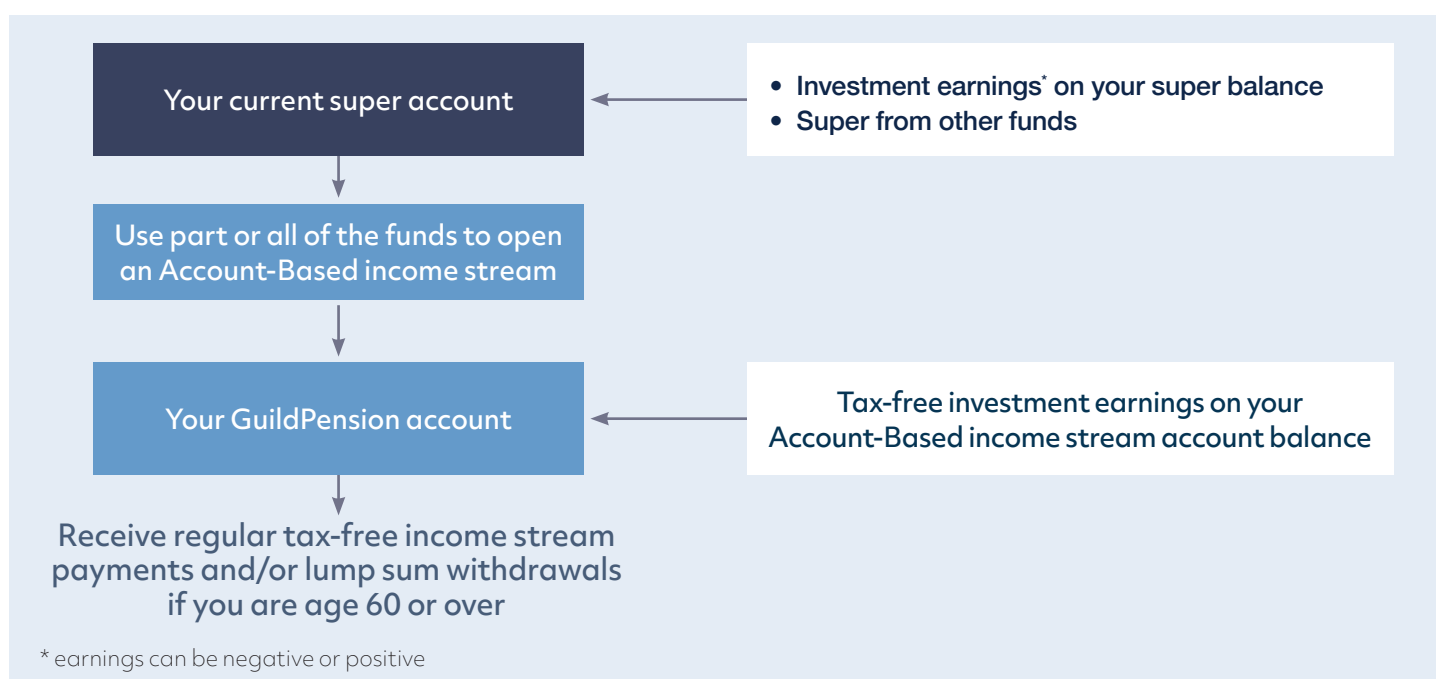 Your current super account
• Investment earnings* on your super balance
• Super from other funds
Use part or all of the funds to open
an Account-Based income stream
Your GuildPension account
Tax-free investment earnings on your
Account-Based income stream account balance
Receive regular tax-free income stream
payments and/or lump sum withdrawals
if you are age 60 or over
* earnings can be negative or positive